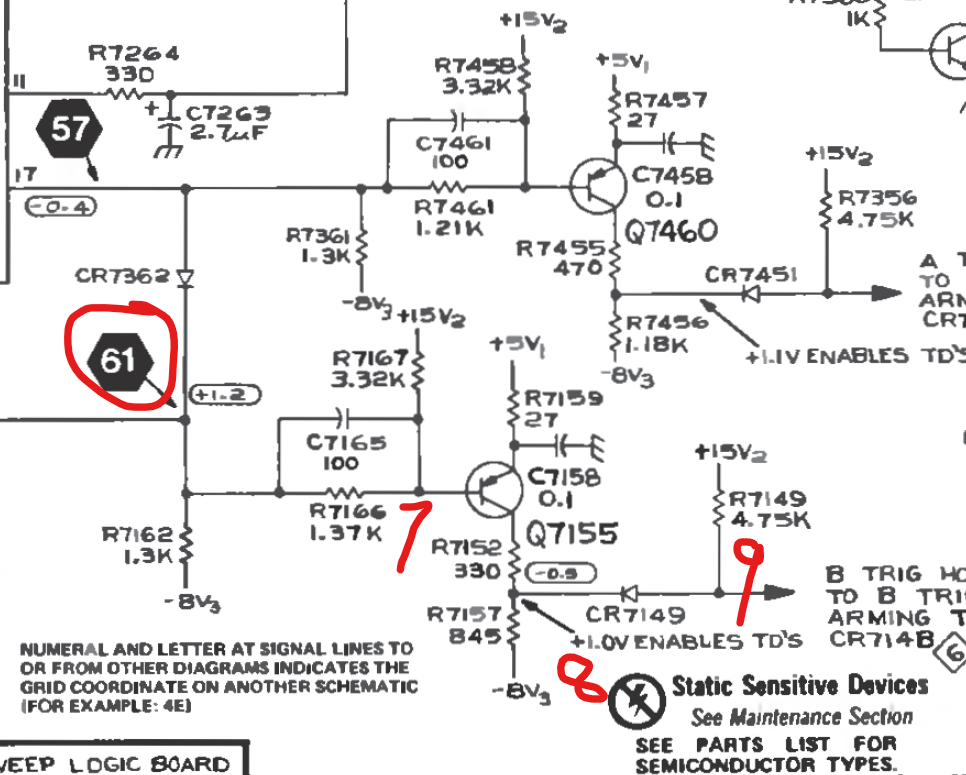 1K
+15V2
R7264
330
R7458
3.32K
+5V1
11
R7457
27
+
C7263
2.7µF
57
C7461
100
+15V2
17
C7458
0.1
-0.4
R7461
1.21K
R7356
4.75K
R7361
1.3K
Q7460
R7455
470
CR7362
CR7451
A T
TO
ARM
CR7
-8V3
+15V2
R7456
1.18K
+5V1
61
R7167
3.32K
+1.1V ENABLES TD'S
-8V3
+1.2
R7159
27
C7165
100
+15V2
C7158
0.1
R7166
1.37K
7
R7149
4.75K
R7162
1.3K
Q7155
R7152
330
-0.5
9
B TRIG HO
TO B TRI
ARMING T
CR714B
6
-8V3
CR7149
R7157
845
+1.0V ENABLES TD'S
8
-8V3
NUMERAL AND LETTER AT SIGNAL LINES TO
OR FROM OTHER DIAGRAMS INDICATES THE
GRID COORDINATE ON ANOTHER SCHEMATIC
(FOR EXAMPLE: 4E)
Static Sensitive Devices
See Maintenance Section
SEE PARTS LIST FOR
SEMICONDUCTOR TYPES.
WEEP LOGIC BOARD